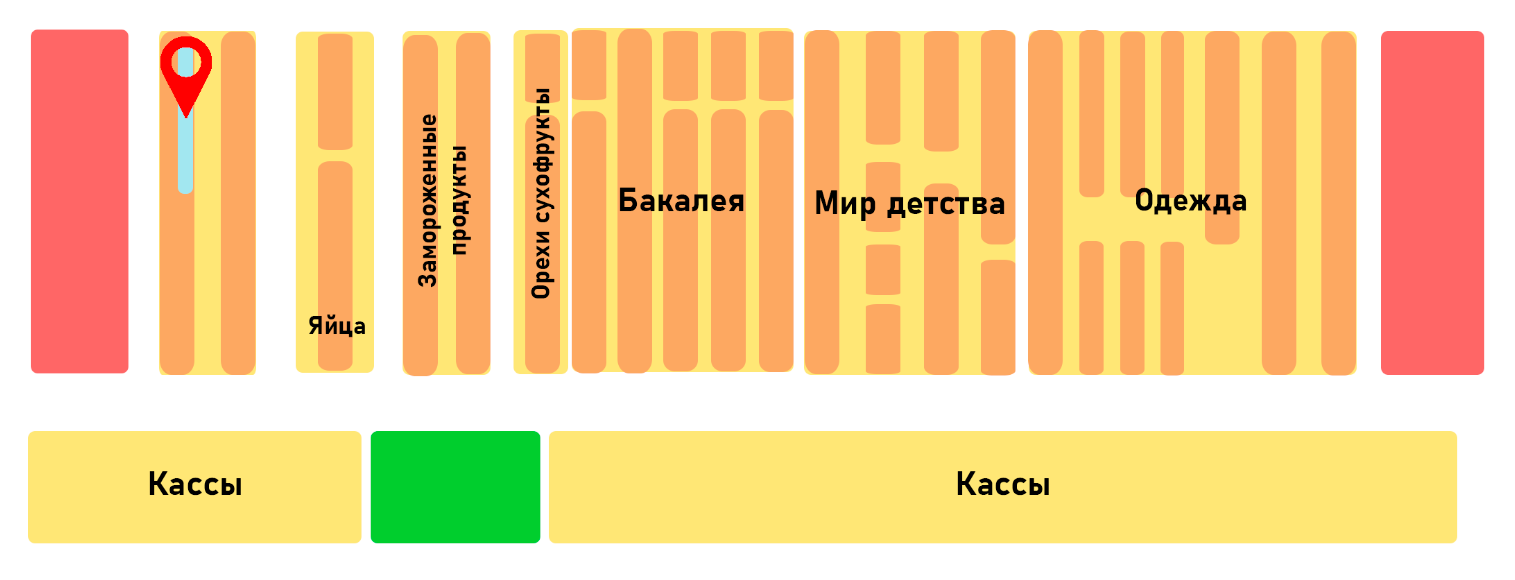 Яйца
Замороженные
продукты
Орехи сухофрукты
Бакалея
Мир детства
Одежда
Кассы
Кассы